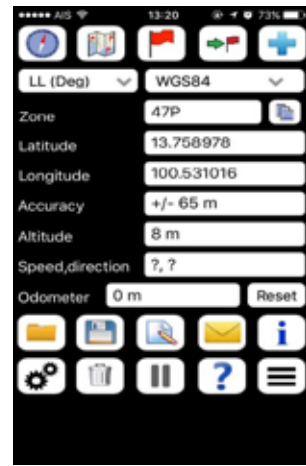 AIS 13:20 73%
LL (Deg) WGS84
Zone 47P
Latitude 13.758978
Longitude 100.531016
Accuracy +/- 65 m
Altitude 8 m
Speed,direction ?, ?
Odometer 0 m Reset
i
?